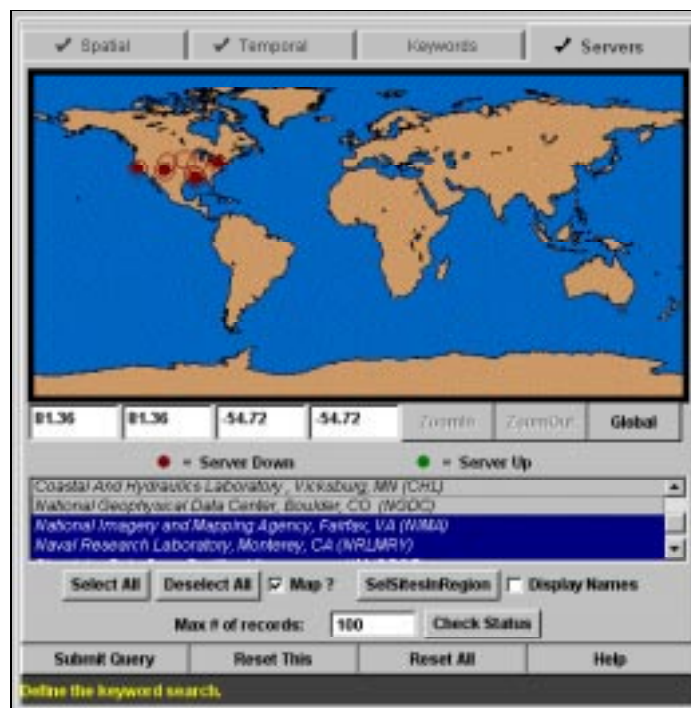 ✔ Spatial ✔ Temporal Keywords ✔ Servers
81.36 81.36 -54.72 -54.72 ZoomIn ZoomOut Global
= Server Down = Server Up
Coastal And Hydraulics Laboratory , Vicksburg, MN (CHL)
National Geophysical Data Center, Boulder, CO (NGDC)
National Imagery and Mapping Agency, Fairfax, VA (NIMA)
Naval Research Laboratory, Monterey, CA (NRLMRY)
Select All Deselect All Map ? SelSitesInRegion Display Names
Max # of records: 100 Check Status
Submit Query Reset This Reset All Help
Define the keyword search.